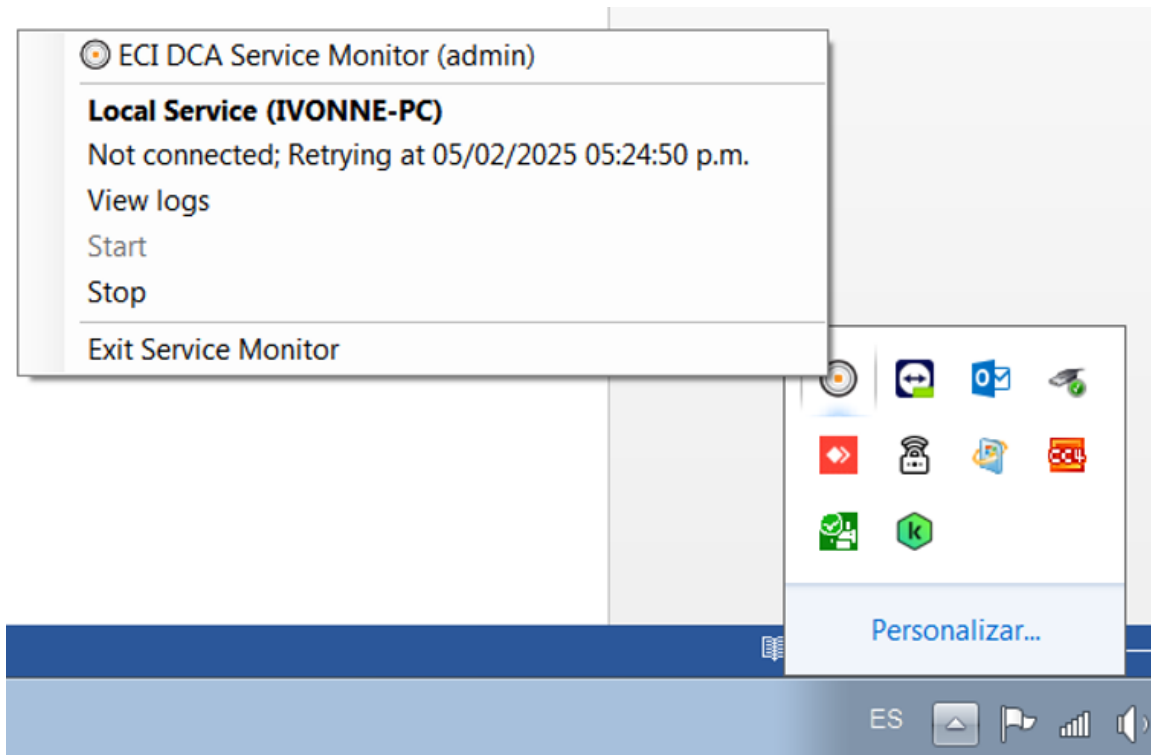 ECI DCA Service Monitor (admin)
Local Service (IVONNE-PC)
Not connected; Retrying at 05/02/2025 05:24:50 p.m.
View logs
Start
Stop
Exit Service Monitor
O
CC4
k
Personalizar...
ES